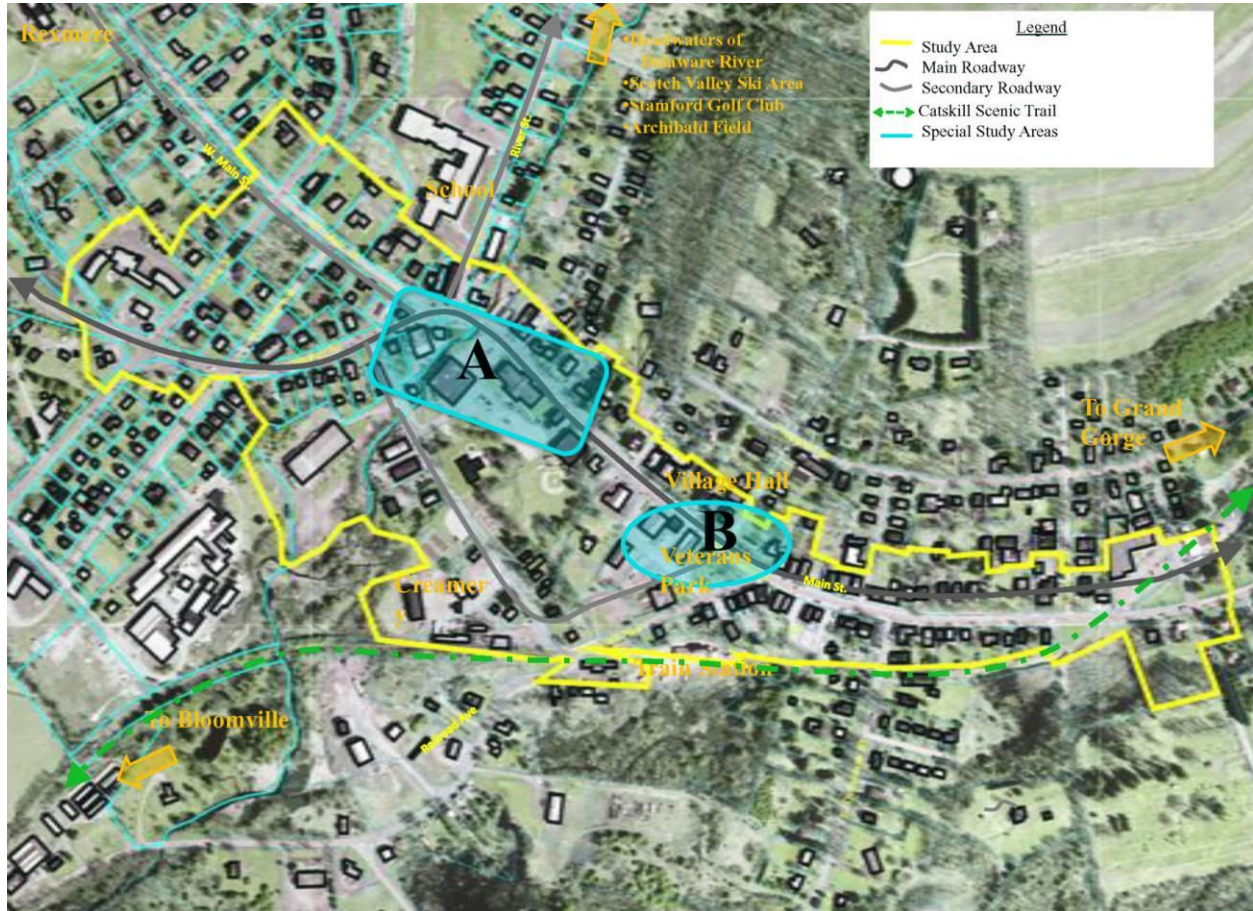 Rexmere
•Headwaters of
Delaware River
•Scotch Valley Ski Area
•Stamford Golf Club
•Archibald Field
Legend
Study Area
Main Roadway
Secondary Roadway
Catskill Scenic Trail
Special Study Areas
W. Main St.
River St.
School
A
To Grand
Gorge
Village Hall
B
Veterans
Park
Main St.
Creamer
y
Train Station
To Bloomville
Railroad Ave